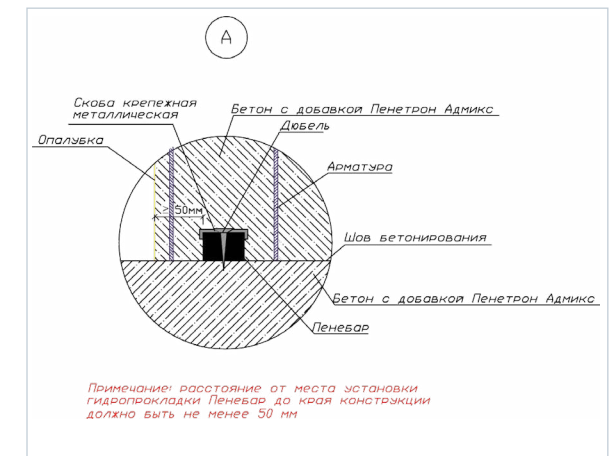 А
Скоба крепежная
металлическая
Бетон с добавкой Пенетрон Адмикс
Дюбель
Опалубка
Арматура
≥ 50мм
Шов бетонирования
Бетон с добавкой Пенетрон Адмикс
Пенебар
Примечание: расстояние от места установки
гидропрокладки Пенебар до края конструкции
должно быть не менее 50 мм